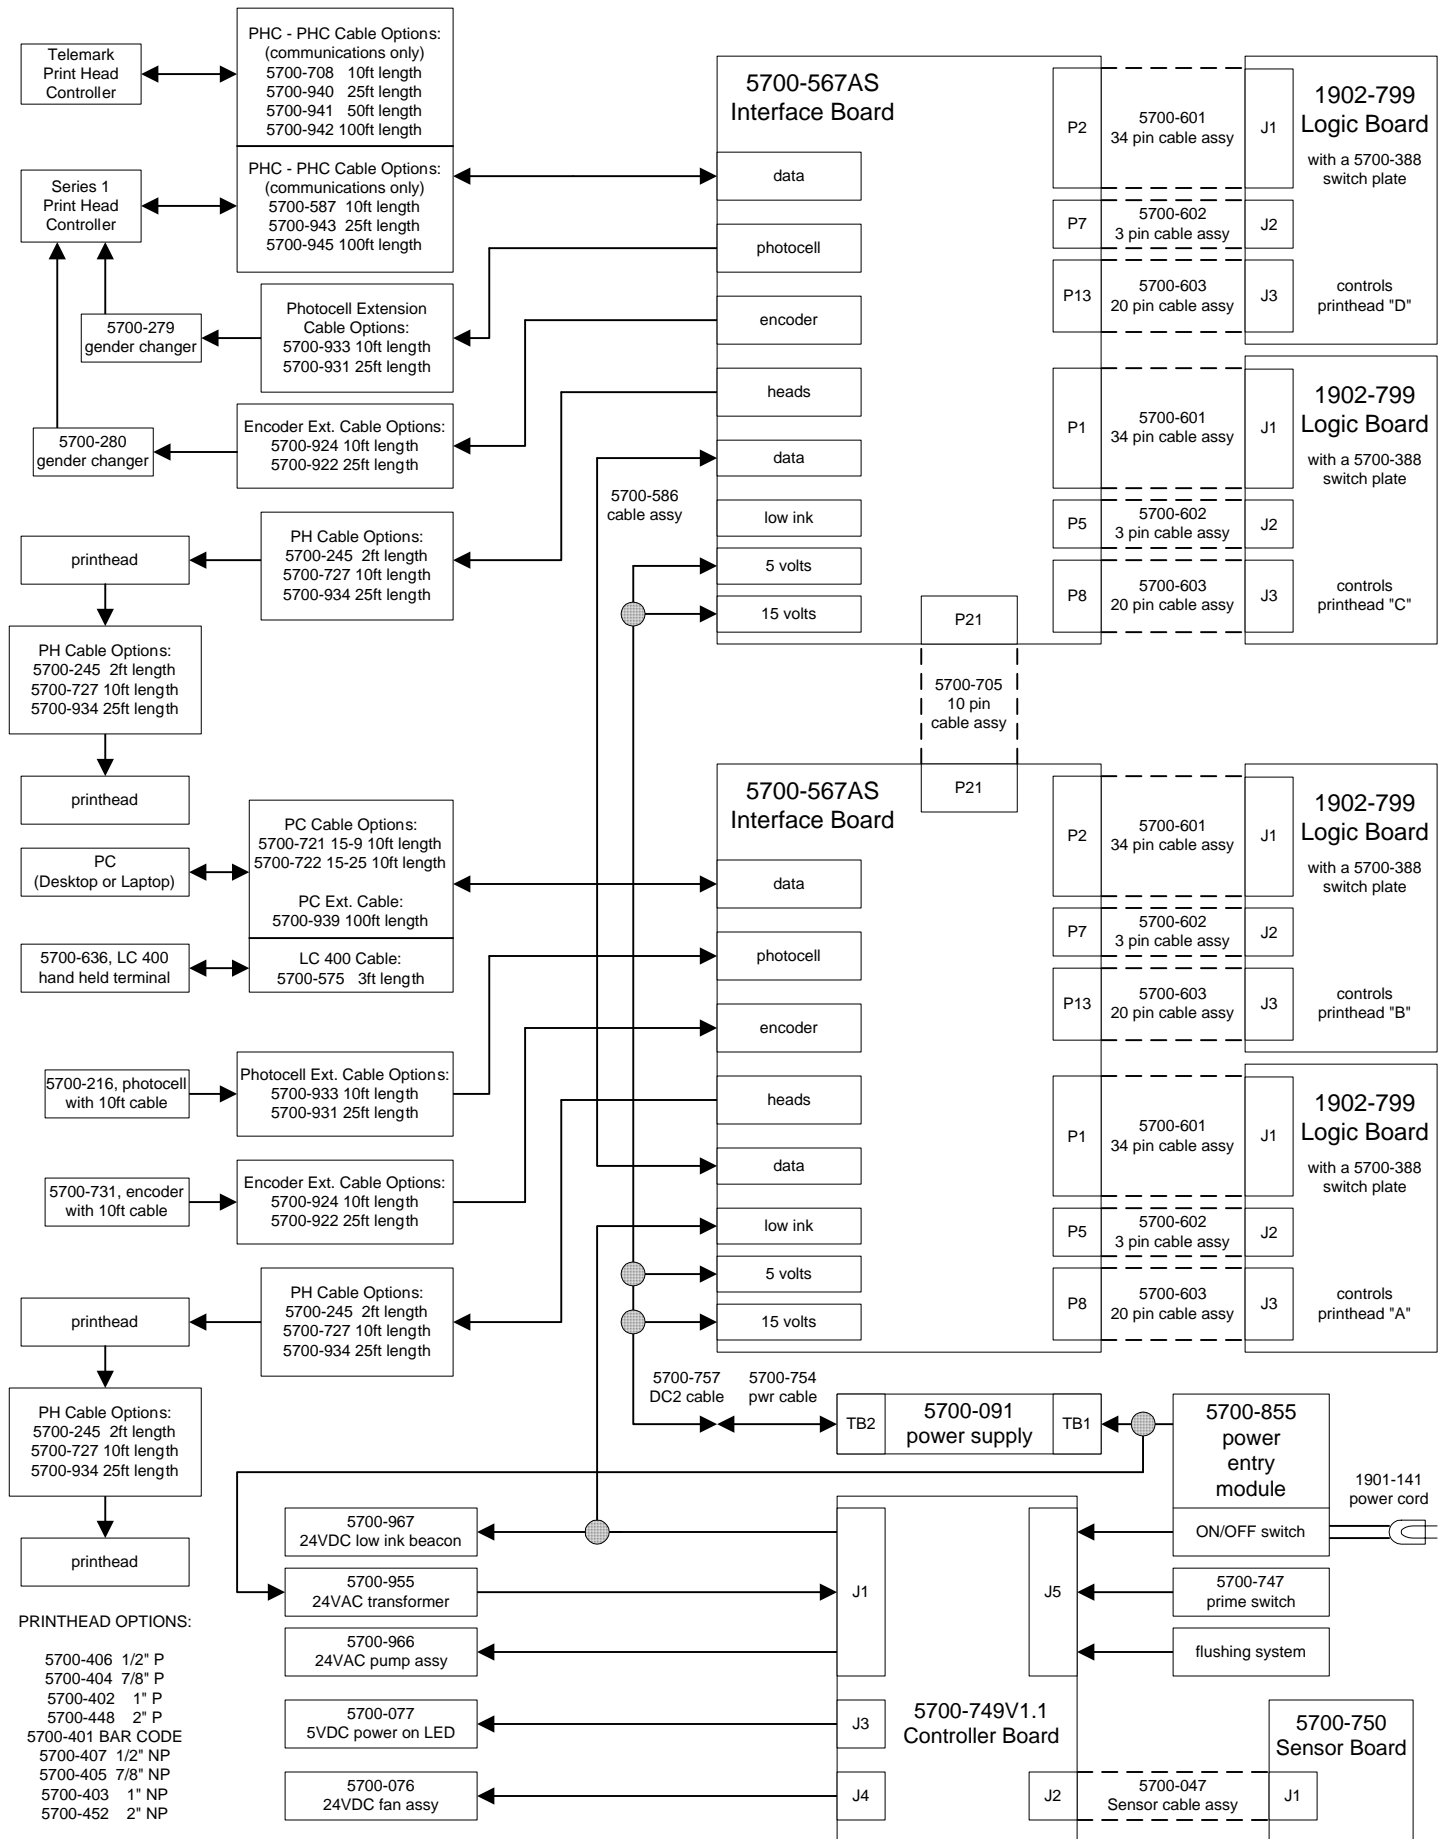 Telemark
Print Head
Controller
PHC - PHC Cable Options:
(communications only)
5700-708 10ft length
5700-940 25ft length
5700-941 50ft length
5700-942 100ft length
Series 1
Print Head
Controller
PHC - PHC Cable Options:
(communications only)
5700-587 10ft length
5700-943 25ft length
5700-945 100ft length
5700-279
gender changer
Photocell Extension
Cable Options:
5700-933 10ft length
5700-931 25ft length
5700-280
gender changer
Encoder Ext. Cable Options:
5700-924 10ft length
5700-922 25ft length
printhead
PH Cable Options:
5700-245 2ft length
5700-727 10ft length
5700-934 25ft length
PH Cable Options:
5700-245 2ft length
5700-727 10ft length
5700-934 25ft length
printhead
5700-586
cable assy
5700-567AS
Interface Board
data
photocell
encoder
heads
data
low ink
5 volts
15 volts
P2
5700-601
34 pin cable assy
J1
P7
5700-602
3 pin cable assy
J2
P13
5700-603
20 pin cable assy
J3
1902-799
Logic Board
with a 5700-388
switch plate
controls
printhead "D"
P1
5700-601
34 pin cable assy
J1
P5
5700-602
3 pin cable assy
J2
P8
5700-603
20 pin cable assy
J3
1902-799
Logic Board
with a 5700-388
switch plate
controls
printhead "C"
P21
5700-705
10 pin
cable assy
P21
PC
(Desktop or Laptop)
PC Cable Options:
5700-721 15-9 10ft length
5700-722 15-25 10ft length
PC Ext. Cable:
5700-939 100ft length
5700-636, LC 400
hand held terminal
LC 400 Cable:
5700-575 3ft length
5700-216, photocell
with 10ft cable
Photocell Ext. Cable Options:
5700-933 10ft length
5700-931 25ft length
5700-731, encoder
with 10ft cable
Encoder Ext. Cable Options:
5700-924 10ft length
5700-922 25ft length
printhead
PH Cable Options:
5700-245 2ft length
5700-727 10ft length
5700-934 25ft length
PH Cable Options:
5700-245 2ft length
5700-727 10ft length
5700-934 25ft length
printhead
5700-567AS
Interface Board
data
photocell
encoder
heads
data
low ink
5 volts
15 volts
P2
5700-601
34 pin cable assy
J1
P7
5700-602
3 pin cable assy
J2
P13
5700-603
20 pin cable assy
J3
1902-799
Logic Board
with a 5700-388
switch plate
controls
printhead "B"
P1
5700-601
34 pin cable assy
J1
P5
5700-602
3 pin cable assy
J2
P8
5700-603
20 pin cable assy
J3
1902-799
Logic Board
with a 5700-388
switch plate
controls
printhead "A"
5700-757
DC2 cable
5700-754
pwr cable
TB2
5700-091
power supply
TB1
5700-855
power
entry
module
ON/OFF switch
1901-141
power cord
5700-967
24VDC low ink beacon
5700-955
24VAC transformer
5700-966
24VAC pump assy
5700-077
5VDC power on LED
5700-076
24VDC fan assy
J1
J3
J4
J5
J2
5700-749V1.1
Controller Board
5700-747
prime switch
flushing system
5700-047
Sensor cable assy
5700-750
Sensor Board
J1
PRINTHEAD OPTIONS:
5700-406 1/2" P
5700-404 7/8" P
5700-402 1" P
5700-448 2" P
5700-401 BAR CODE
5700-407 1/2" NP
5700-405 7/8" NP
5700-403 1" NP
5700-452 2" NP